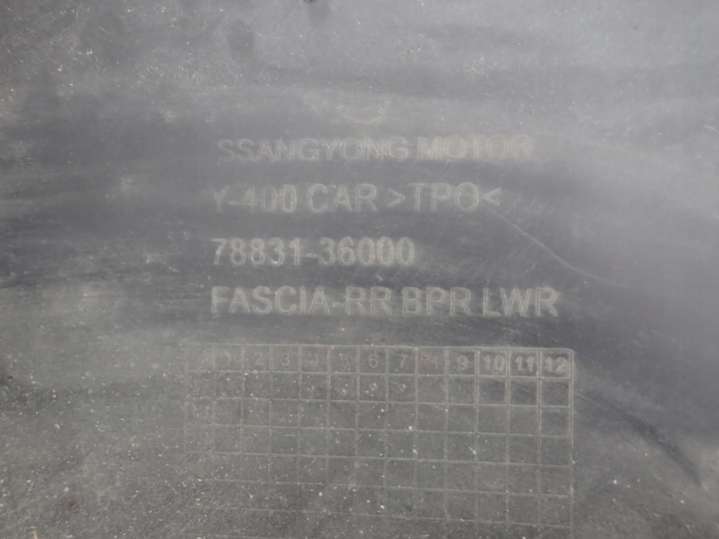 SSANGYONG MOTOR
Y-400 CAR >TPO<
78831-36000
FASCIA-RR BPR LWR
1 2 3 4 5 6 7 8 9 10 11 12